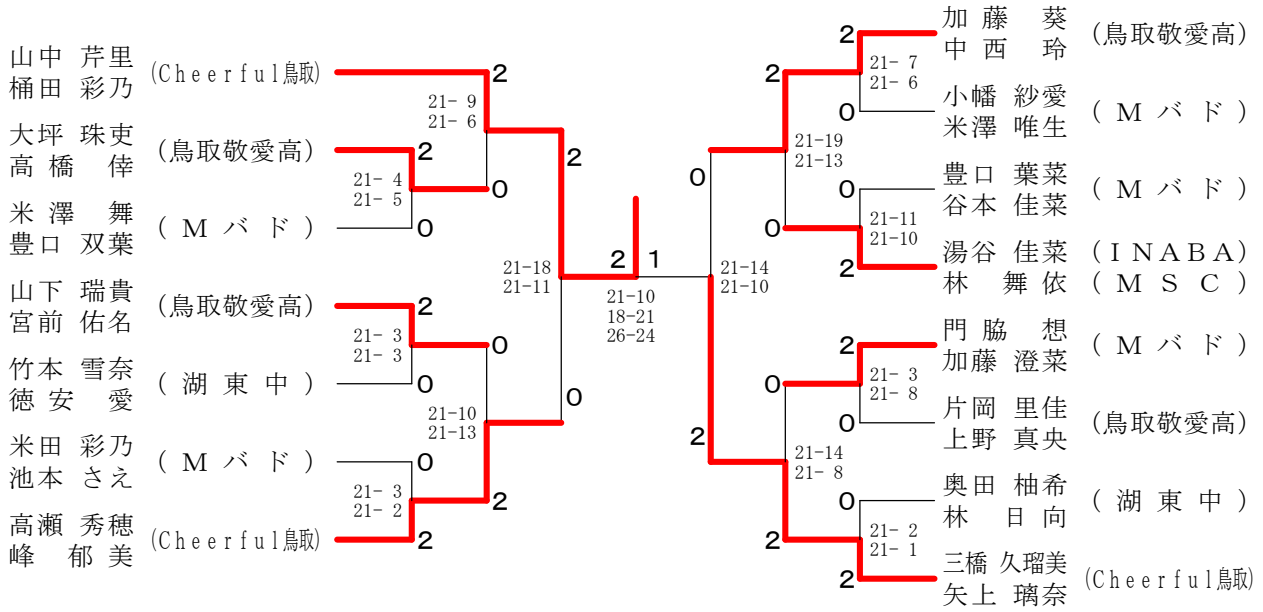 山中 芹里
桶田 彩乃
(Cheerful鳥取)
2
21- 9
21- 6
大坪 珠吏
高橋 倖
(鳥取敬愛高)
2
0
21- 4
21- 5
米澤 舞
豊口 双葉
(Mバド)
0
2
21-18
21-11
山下 瑞貴
宮前 佑名
(鳥取敬愛高)
2
0
21- 3
21- 3
竹本 雪奈
徳安 愛
(湖東中)
0
21-10
21-13
0
米田 彩乃
池本 さえ
(Mバド)
0
21- 3
21- 2
2
高瀬 秀穂
峰 郁美
(Cheerful鳥取)
2
2 1
21-10
18-21
26-24
加藤 葵
中西 玲
(鳥取敬愛高)
2
2
21- 7
21- 6
小幡 紗愛
米澤 唯生
(Mバド)
0
21-19
21-13
0
豊口 葉菜
谷本 佳菜
(Mバド)
0
0
21-11
21-10
湯谷 佳菜 (INABA)
林 舞依 (MSC)
2
21-14
21-10
門脇 想
加藤 澄菜
(Mバド)
2
0
21- 3
21- 8
片岡 里佳
上野 真央
(鳥取敬愛高)
0
2
21-14
21- 8
奥田 柚希
林 日向
(湖東中)
0
2
21- 2
21- 1
三橋 久瑠美
矢上 璃奈
(Cheerful鳥取)
2